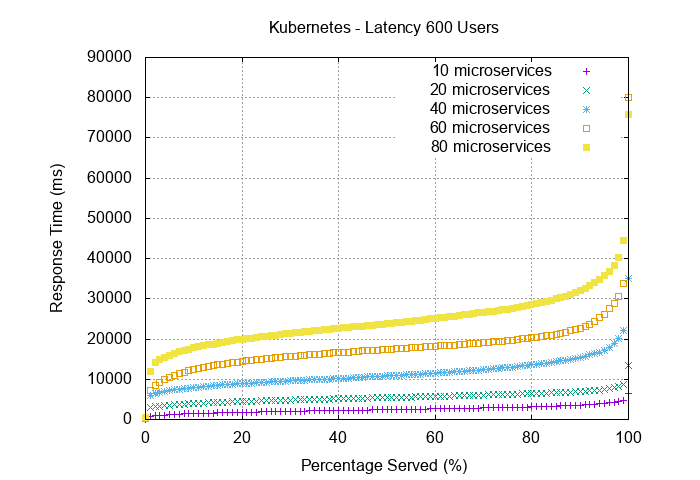 Kubernetes - Latency 600 Users
90000
80000
70000
60000
50000
40000
30000
20000
10000
0
Response Time (ms)
10 microservices
20 microservices
40 microservices
60 microservices
80 microservices
0 20 40 60 80 100
Percentage Served (%)